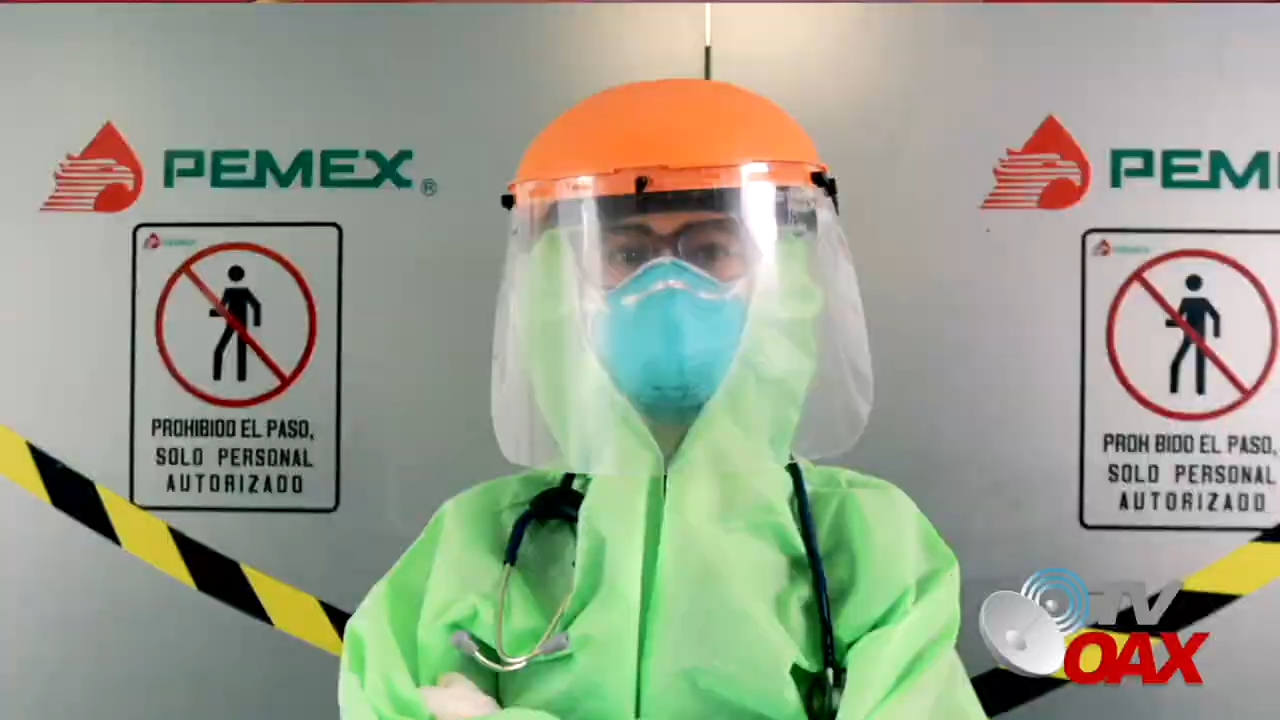 PEMEX®
PROHIBIDO EL PASO,
SOLO PERSONAL
AUTORIZADO
PEM
PROH BIDO EL PASO,
SOLO PERSONAL
AUTORIZADO
TV
OAX